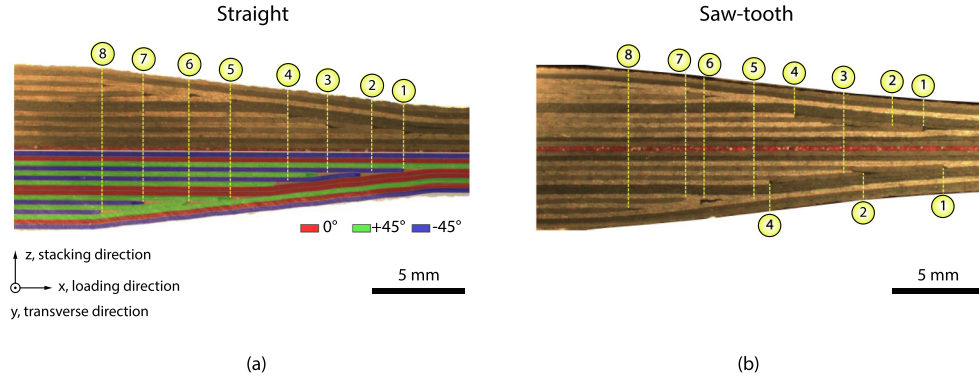 Straight
Saw-tooth
8 7 6 5 4 3 2 1
8 7 6 5 4 3 2 1
4 2 1
0° +45° -45°
z, stacking direction
x, loading direction
y, transverse direction
5 mm
5 mm
(a)
(b)